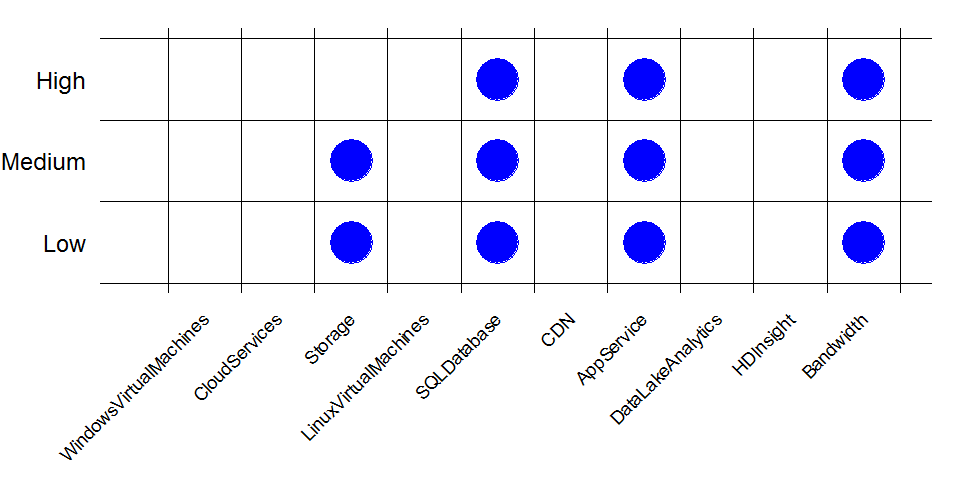 High
Medium
Low
WindowsVirtualMachines
CloudServices
Storage
LinuxVirtualMachines
SQLDatabase
CDN
AppService
DataLakeAnalytics
HDInsight
Bandwidth